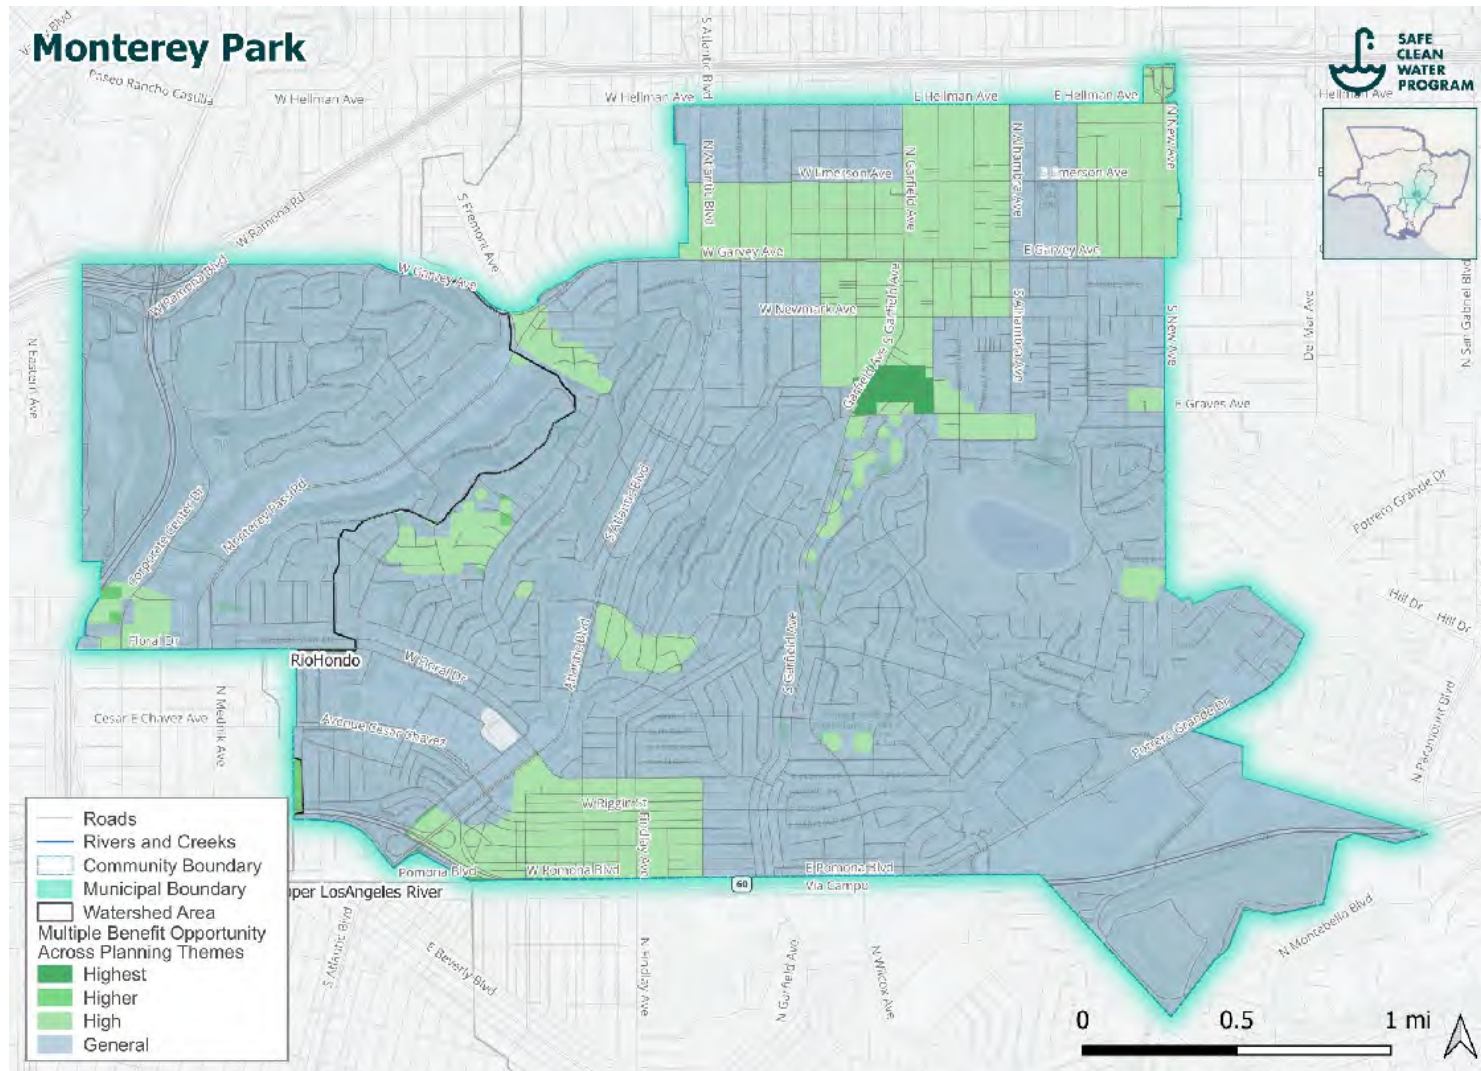 Monterey Park
SAFE
CLEAN
WATER
PROGRAM
Paseo Rancho Castilla
W Hellman Ave
W Hellman Ave
S Atlantic Blvd
E Hellman Ave
E Hellman Ave
N New Ave
W Ramona Rd
S Fremont Ave
N Atlantic Blvd
W Emerson Ave
N Garfield Ave
N Alhambra Ave
E Emerson Ave
W Garvey Ave
E Garvey Ave
W Ramona Blvd
W Garvey Ave
W Newmark Ave
S Garfield Ave
Garfield Ave
S Alhambra Ave
S New Ave
Del Mar Ave
N San Gabriel Blvd
N Eastern Ave
E Graves Ave
Corporate Center Dr
Monterey Pass Rd
S Atlantic Blvd
Potrero Grande Dr
Hill Dr
Hill Dr
Floral Dr
RioHondo
W Floral Dr
Atlantic Blvd
S Garfield Ave
N Mednik Ave
Cesar E Chavez Ave
Avenue Cesar Chavez
Potrero Grande Dr
N Paramount Blvd
W Riggin St
Findlay Ave
Pomona Blvd
W Pomona Blvd
E Pomona Blvd
60
Via Campo
pper LosAngeles River
S Atlantic Blvd
E Beverly Blvd
N Findlay Ave
N Garfield Ave
N Wilcox Ave
N Montebello Blvd
Roads
Rivers and Creeks
Community Boundary
Municipal Boundary
Watershed Area
Multiple Benefit Opportunity
Across Planning Themes
Highest
Higher
High
General
0 0.5 1 mi